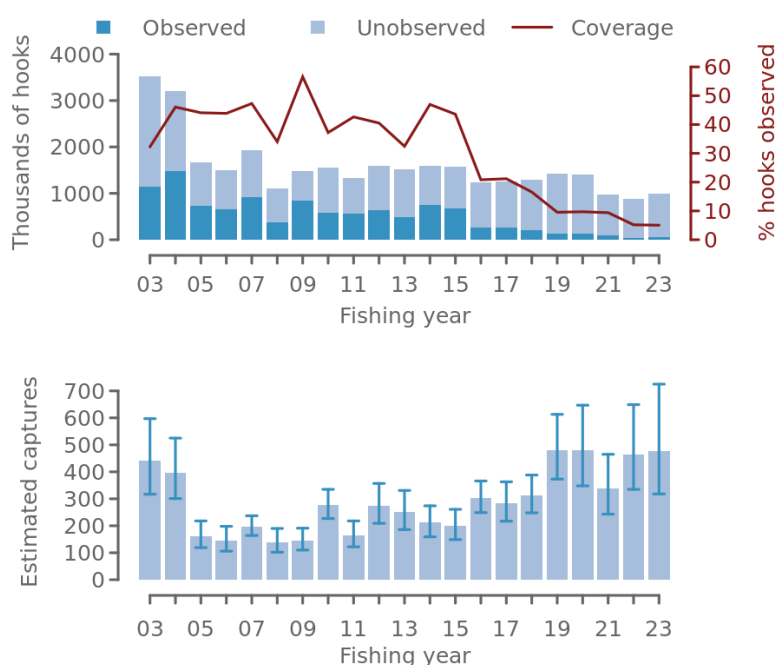 Observed Unobserved Coverage
Thousands of hooks
4000
3000
2000
1000
0
60
50
40
30
20
10
0
% hooks observed
03 05 07 09 11 13 15 17 19 21 23
Fishing year
Estimated captures
700
600
500
400
300
200
100
0
03 05 07 09 11 13 15 17 19 21 23
Fishing year